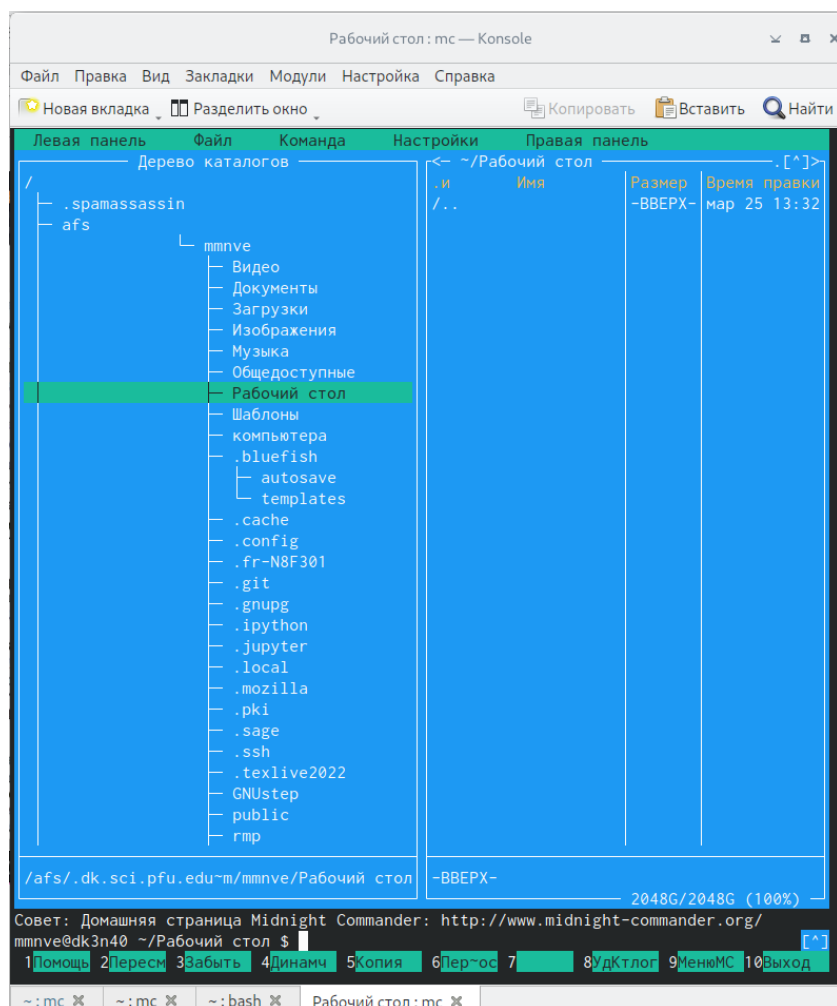 Рабочий стол : mc — Konsole
Файл Правка Вид Закладки Модули Настройка Справка
Новая вкладка Разделить окно Копировать Вставить Найти
Левая панель Файл Команда Настройки Правая панель
Дерево каталогов
/
.spamassassin
afs
mmnve
Видео
Документы
Загрузки
Изображения
Музыка
Общедоступные
Рабочий стол
Шаблоны
компьютера
.bluefish
autosave
templates
.cache
.config
.fr-N8F301
.git
.gnupg
.ipython
.jupyter
.local
.mozilla
.pki
.sage
.ssh
.texlive2022
GNUstep
public
rmp
/afs/.dk.sci.pfu.edu~m/mmnve/Рабочий стол
<— ~/Рабочий стол .[^]>
.и Имя Размер Время правки
/.. -ВВЕРХ- мар 25 13:32
-ВВЕРХ-
2048G/2048G (100%)
Совет: Домашняя страница Midnight Commander: http://www.midnight-commander.org/
mmnve@dk3n40 ~/Рабочий стол $ [^]
1Помощь 2Пересм 3Забыть 4Динамч 5Копия 6Пер~ос 7 8УдКтлог 9МенюМС 10Выход
~ : mc ~ : mc ~ : bash Рабочий стол : mc